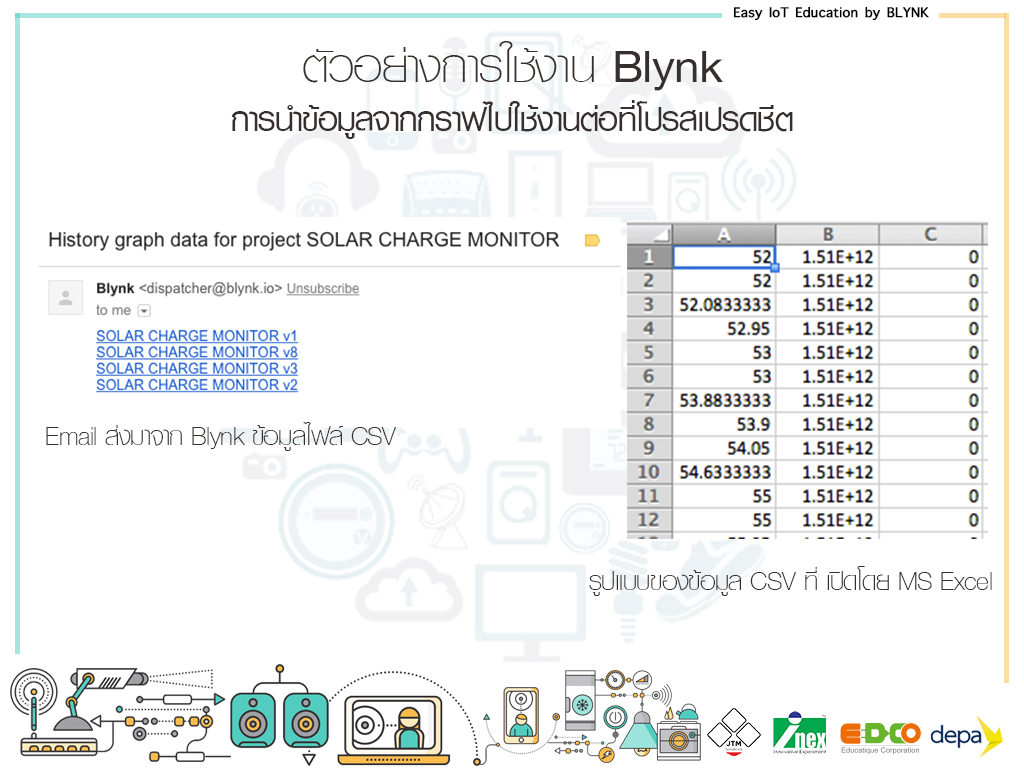 Easy IoT Education by BLYNK
ตัวอย่างการใช้งาน Blynk
การนำข้อมูลจากกราฟไปใช้งานต่อที่โปรสเปรดชีต
History graph data for project SOLAR CHARGE MONITOR
Blynk <dispatcher@blynk.io> Unsubscribe
to me
SOLAR CHARGE MONITOR v1
SOLAR CHARGE MONITOR v8
SOLAR CHARGE MONITOR v3
SOLAR CHARGE MONITOR v2
Email ส่งมาจาก Blynk ข้อมูลไฟล์ CSV
A B C
1 52 1.51E+12 0
2 52 1.51E+12 0
3 52.0833333 1.51E+12 0
4 52.95 1.51E+12 0
5 53 1.51E+12 0
6 53 1.51E+12 0
7 53.8833333 1.51E+12 0
8 53.9 1.51E+12 0
9 54.05 1.51E+12 0
10 54.6333333 1.51E+12 0
11 55 1.51E+12 0
12 55 1.51E+12 0
รูปแบบของข้อมูล CSV ที่ เปิดโดย MS Excel
JTM
inex
Innovative Experiment
EDCO
Educatique Corporation
depa